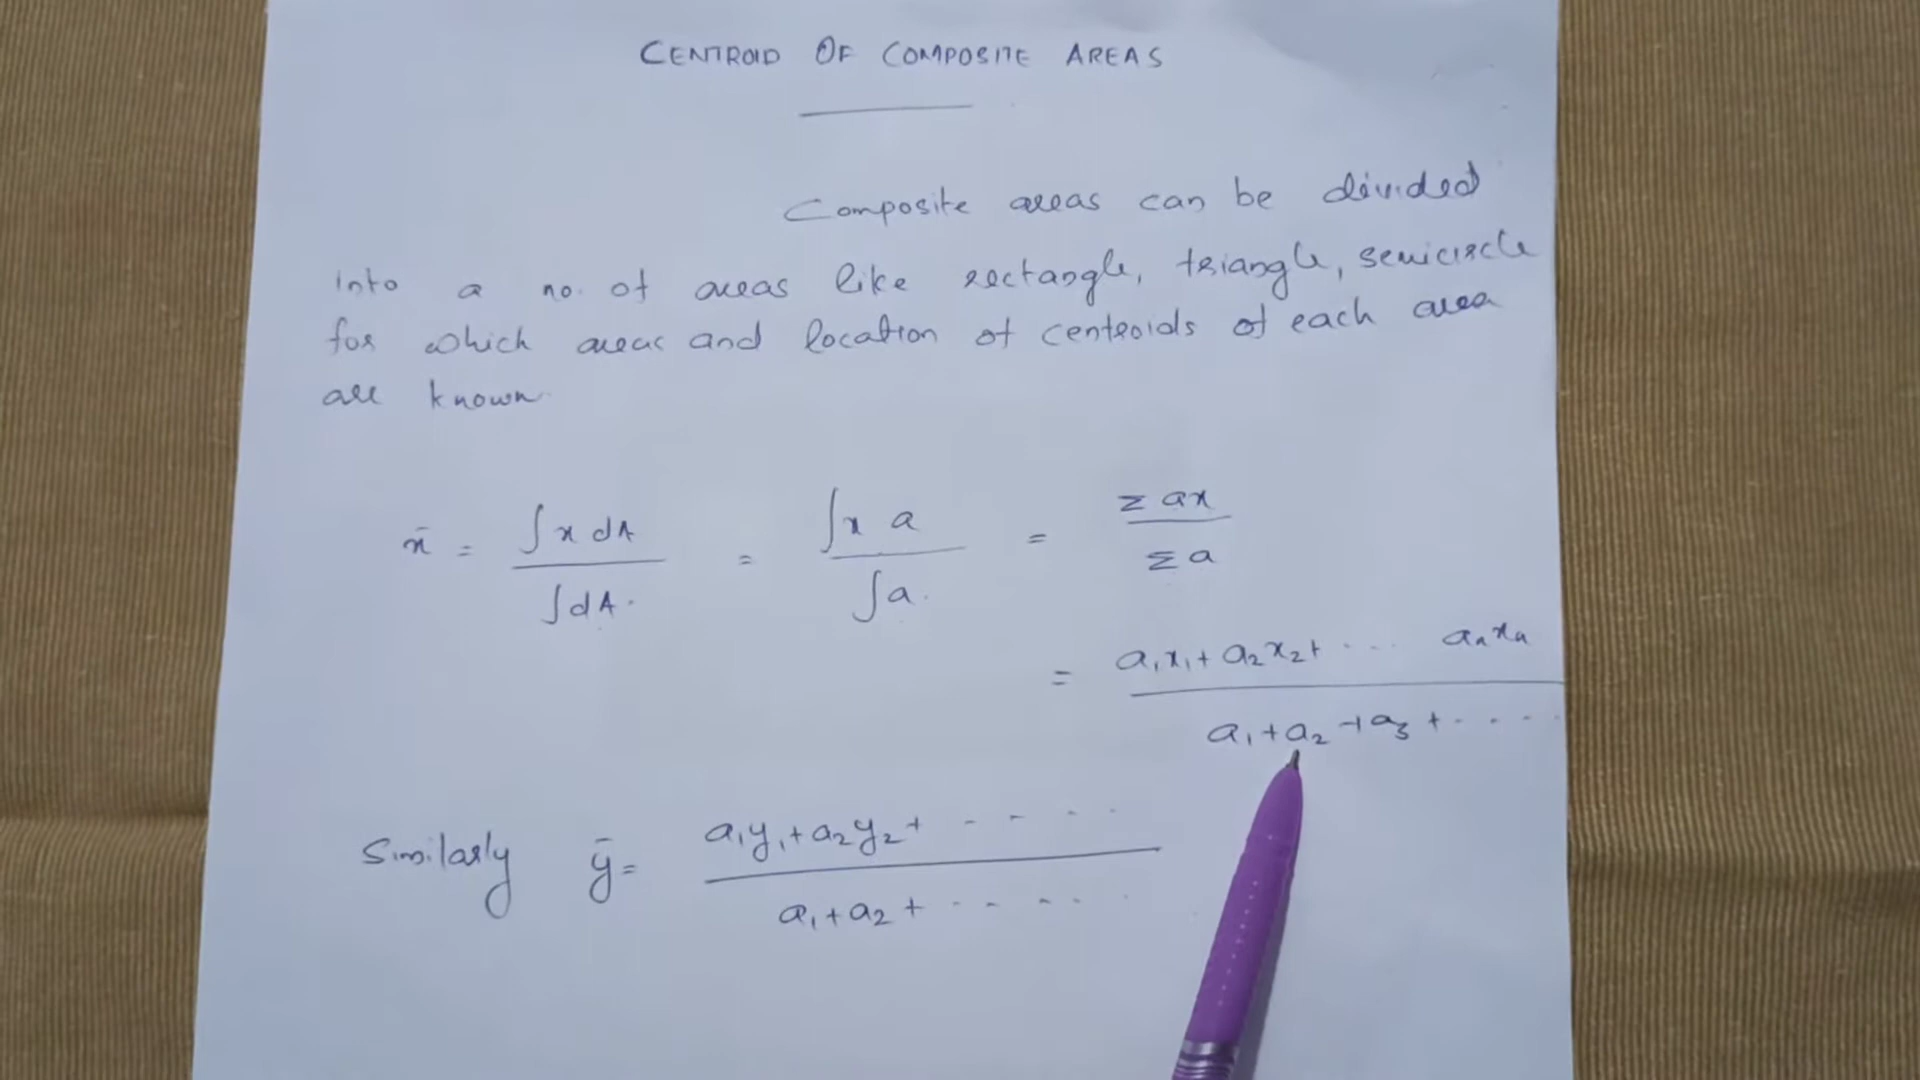 CENTROID OF COMPOSITE AREAS
Composite areas can be divided
into a no. of areas like rectangle, triangle, semicircle
for which areas and location of centroids of each area
are known.
x̄ = ∫x dA / ∫dA. = ∫x a / ∫a. = Σax / Σa
= a₁x₁ + a₂x₂ + ... aₙxₙ / a₁ + a₂ + a₃ + ....
Similarly ȳ = a₁y₁ + a₂y₂ + .... / a₁ + a₂ + .....